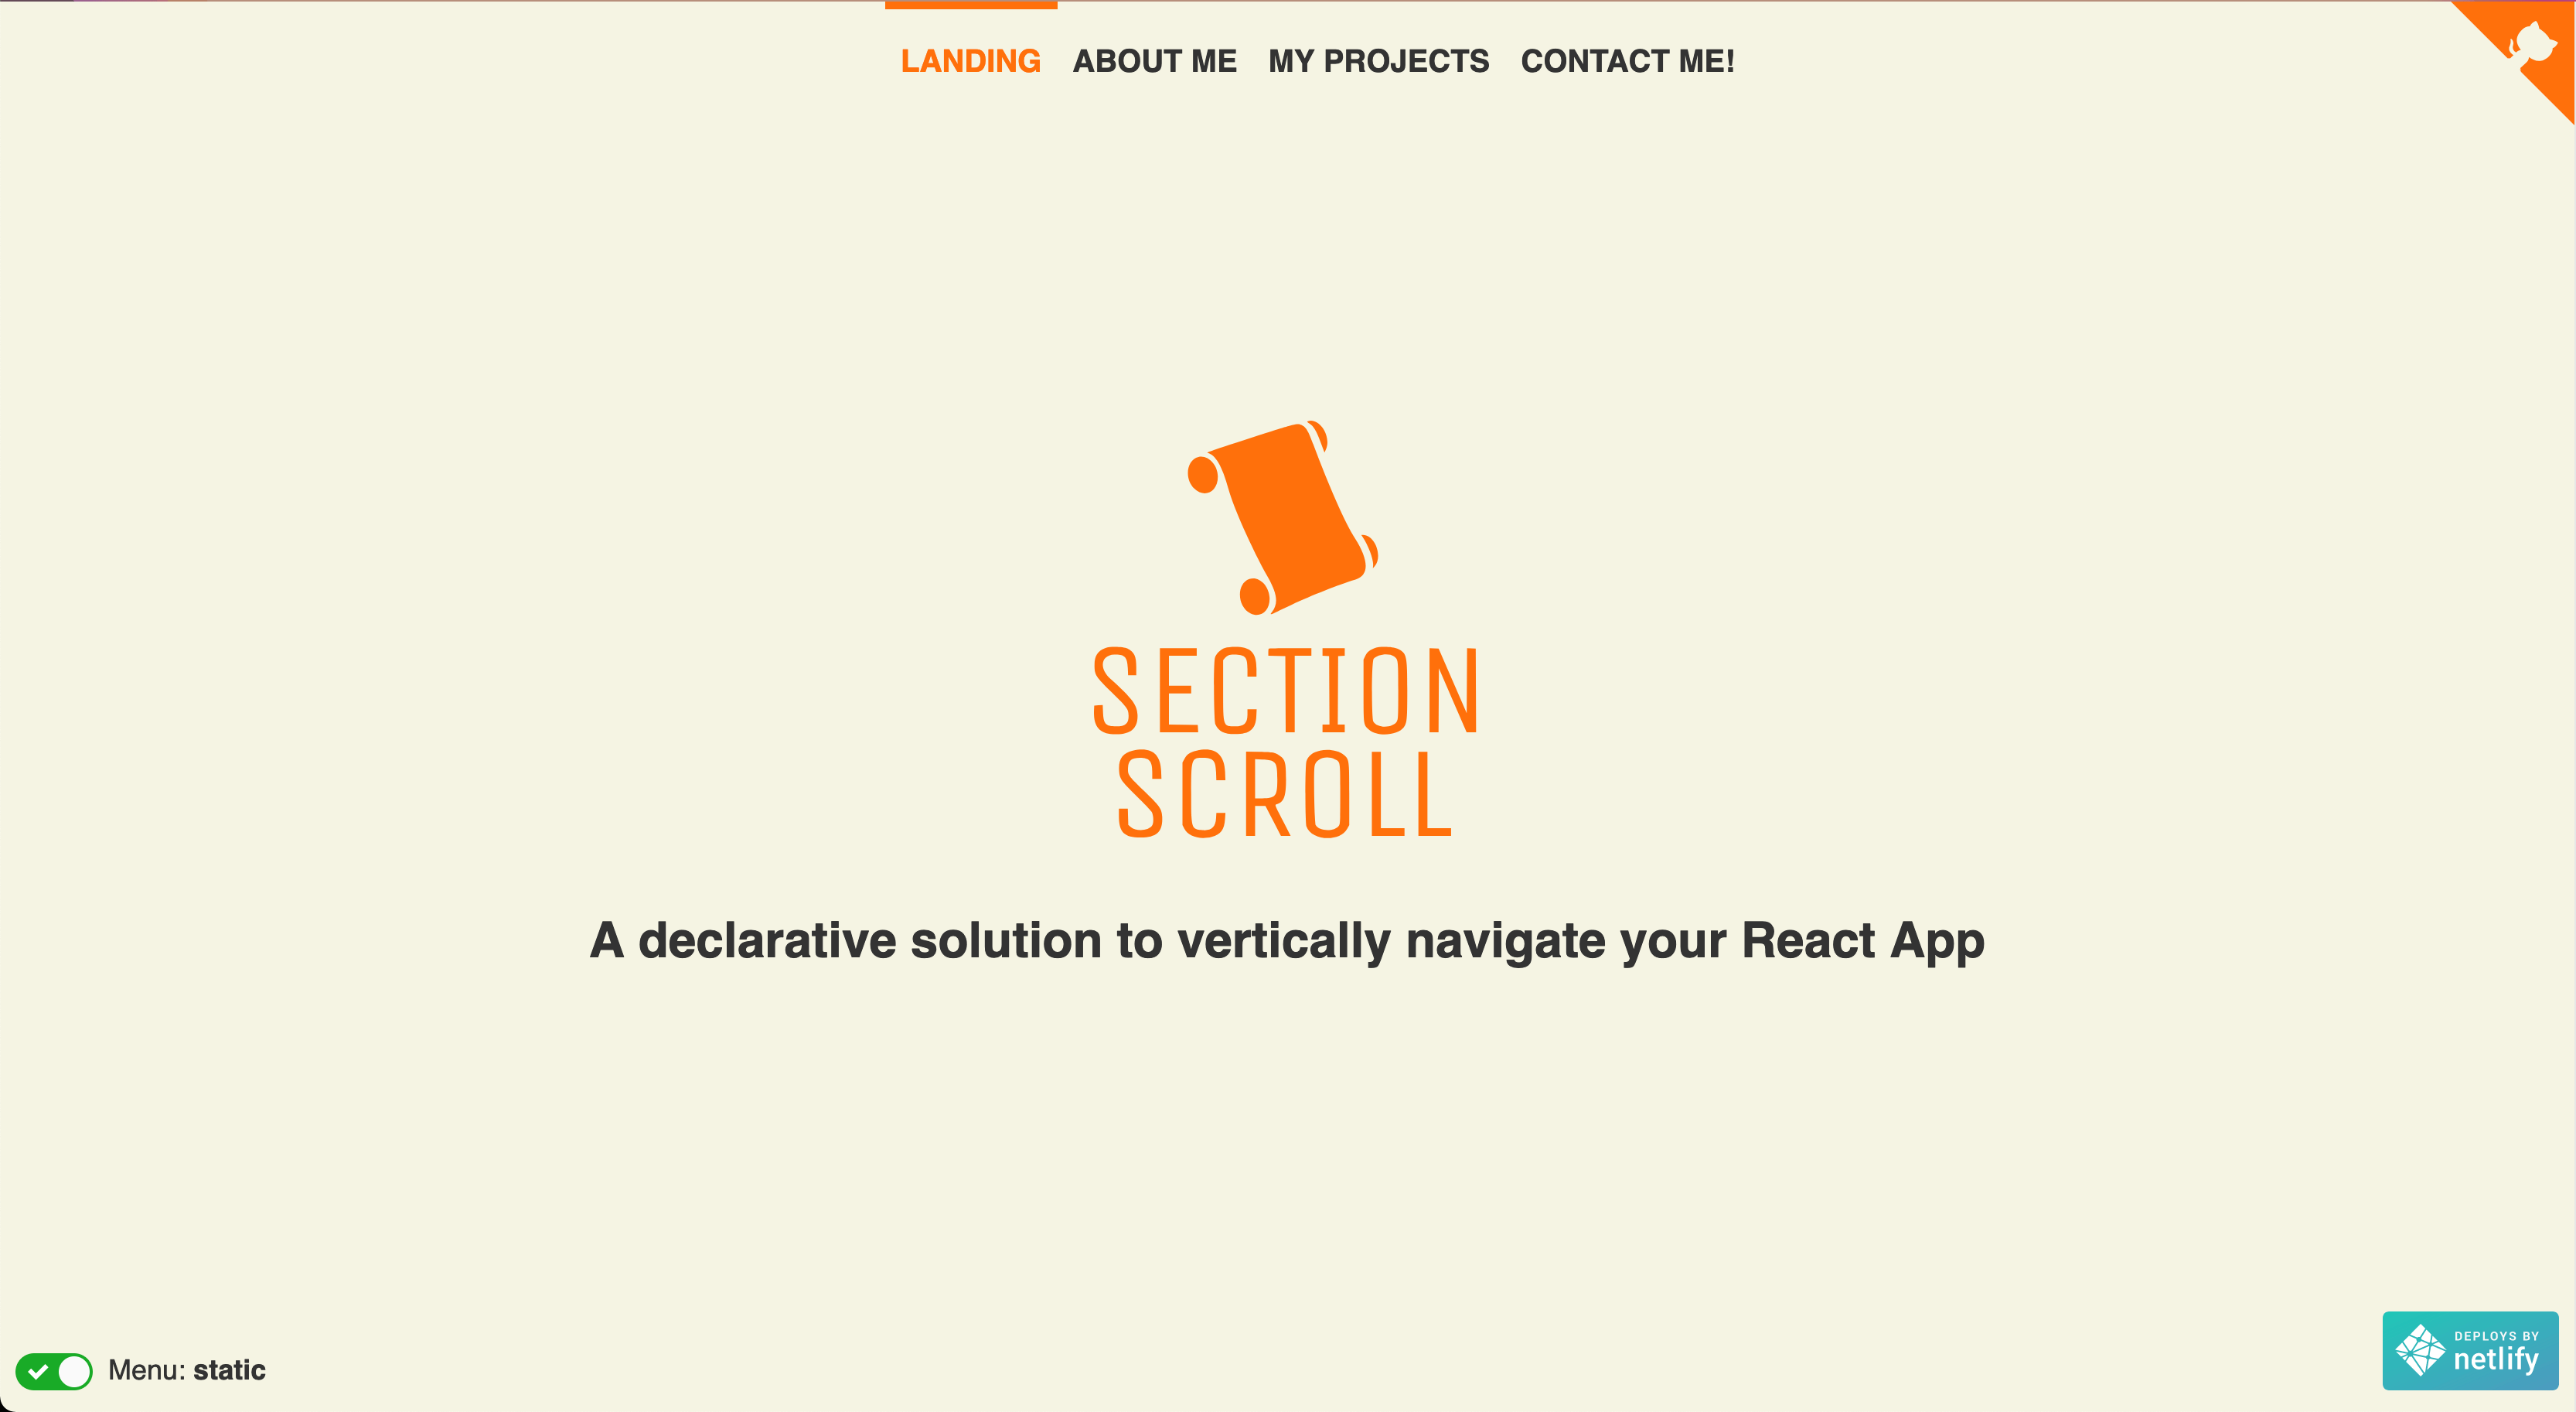 LANDING ABOUT ME MY PROJECTS CONTACT ME!
SECTION
SCROLL
A declarative solution to vertically navigate your React App
Menu: static
DEPLOYS BY
netlify